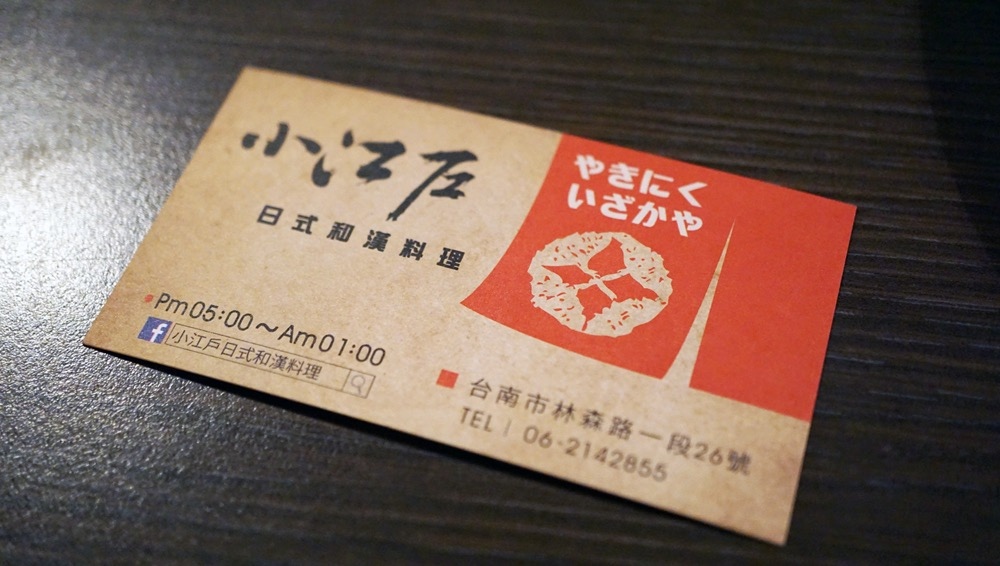 小江戸
日式和漢料理
Pm05:00～Am01:00
f 小江戸日式和漢料理
やきにく
いざかや
台南市林森路一段26號
TEL | 06-2142855